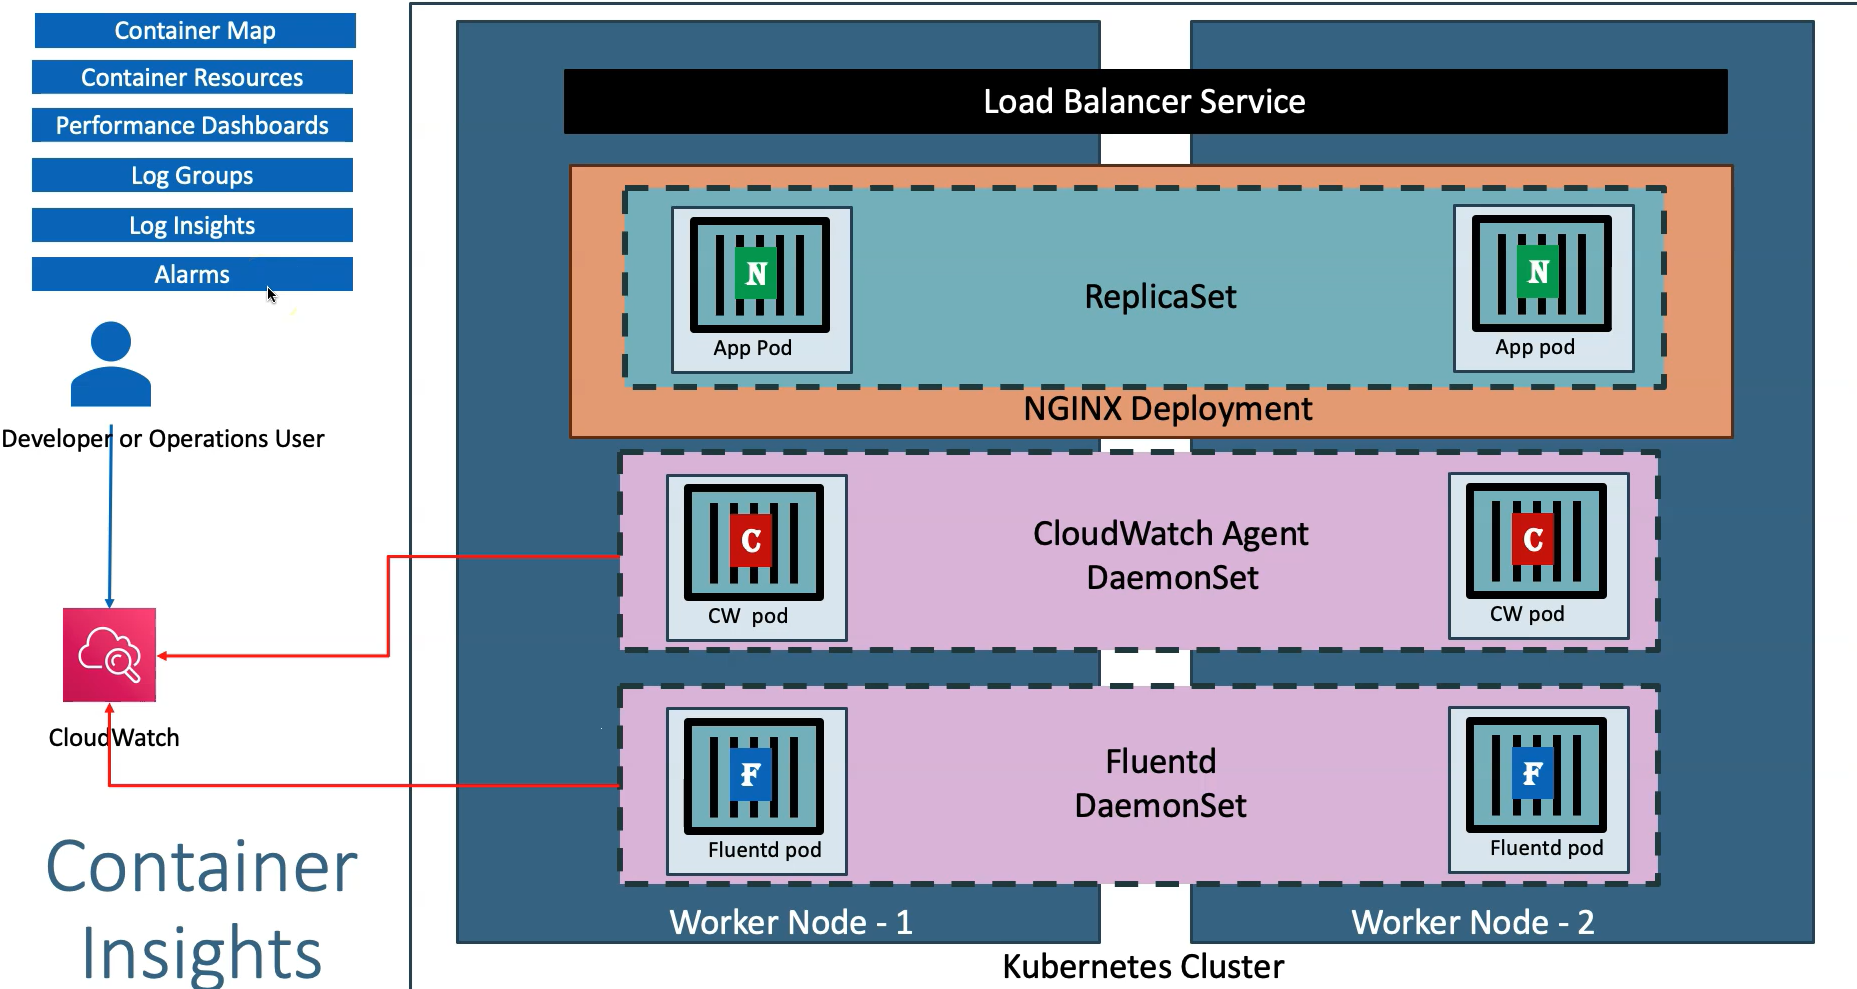 Container Map
Container Resources
Performance Dashboards
Log Groups
Log Insights
Alarms
Developer or Operations User
CloudWatch
Container
Insights
Load Balancer Service
N
App Pod
ReplicaSet
N
App pod
NGINX Deployment
C
CW pod
CloudWatch Agent
DaemonSet
C
CW pod
F
Fluentd pod
Fluentd
DaemonSet
F
Fluentd pod
Worker Node - 1
Worker Node - 2
Kubernetes Cluster